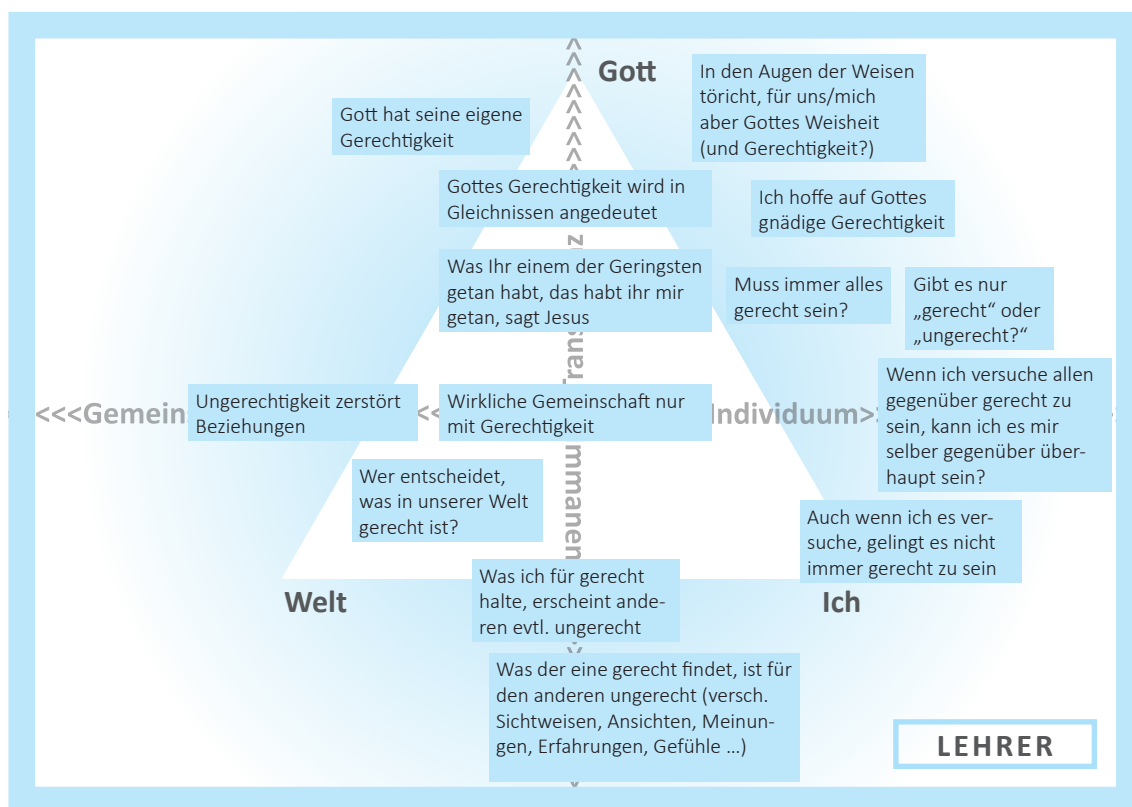 Gott
In den Augen der Weisen
töricht, für uns/mich
aber Gottes Weisheit
(und Gerechtigkeit?)
Gott hat seine eigene
Gerechtigkeit
Gottes Gerechtigkeit wird in
Gleichnissen angedeutet
Ich hoffe auf Gottes
gnädige Gerechtigkeit
Was Ihr einem der Geringsten
getan habt, das habt ihr mir
getan, sagt Jesus
Muss immer alles
gerecht sein?
Gibt es nur
„gerecht“ oder
„ungerecht?“
<<<Gemeins
Ungerechtigkeit zerstört
Beziehungen
<<
Wirkliche Gemeinschaft nur
mit Gerechtigkeit
Individuum>
Wenn ich versuche allen
gegenüber gerecht zu
sein, kann ich es mir
selber gegenüber über-
haupt sein?
Trans
mmanen
Wer entscheidet,
was in unserer Welt
gerecht ist?
Auch wenn ich es ver-
suche, gelingt es nicht
immer gerecht zu sein
Welt
Was ich für gerecht
halte, erscheint ande-
ren evtl. ungerecht
Ich
Was der eine gerecht findet, ist für
den anderen ungerecht (versch.
Sichtweisen, Ansichten, Meinun-
gen, Erfahrungen, Gefühle ...)
LEHRER